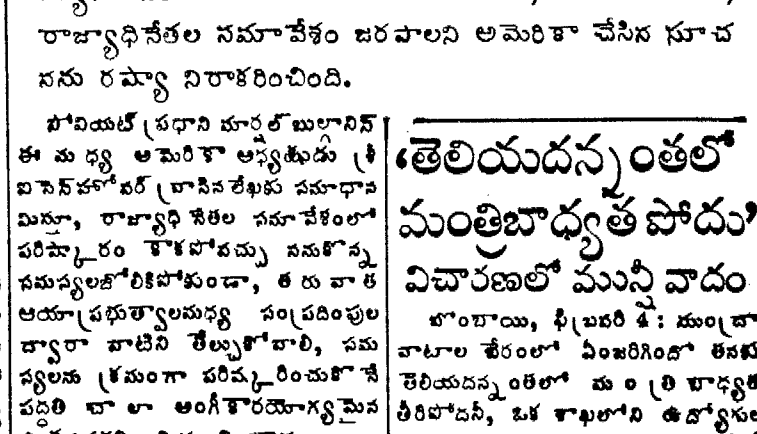 రాజ్యాధినేతల సమావేశం జరపాలని అమెరికా చేసిన సూచ
నను రష్యా నిరాకరించింది.
సోవియట్ ప్రధాని మార్షల్ బుల్గానిన్
ఈ మధ్య అమెరికా అధ్యక్షుడు శ్రీ
ఐసెన్‌హోవర్ వ్రాసిన లేఖకు సమాధాన
మిస్తూ, రాజ్యాధి నేతల సమావేశంలో
పరిష్కారం కాకపోవచ్చు ననుకొన్న
సమస్యలజోలికిపోకుండా, తరువాత
ఆయా ప్రభుత్వాలమధ్య సంప్రదింపుల
ద్వారా వాటిని తేల్చుకోవాలి, సమ
స్యలను క్రమంగా పరిష్కరించుకొనే
పద్ధతి చాలా అంగీకారయోగ్యమైన
‘తెలియదన్నంతలో
మంత్రిబాధ్యత పోదు’
విచారణలో మున్షీ వాదం
బొంబాయి, ఫిబ్రవరి 4 : ముంద్రా
వాటాల బేరంలో ఏంజరిగిందో తనకు
తెలియదన్నంతలో మంత్రి బాధ్యత
తీరిపోదనీ, ఒక శాఖలోని ఉద్యోగుల